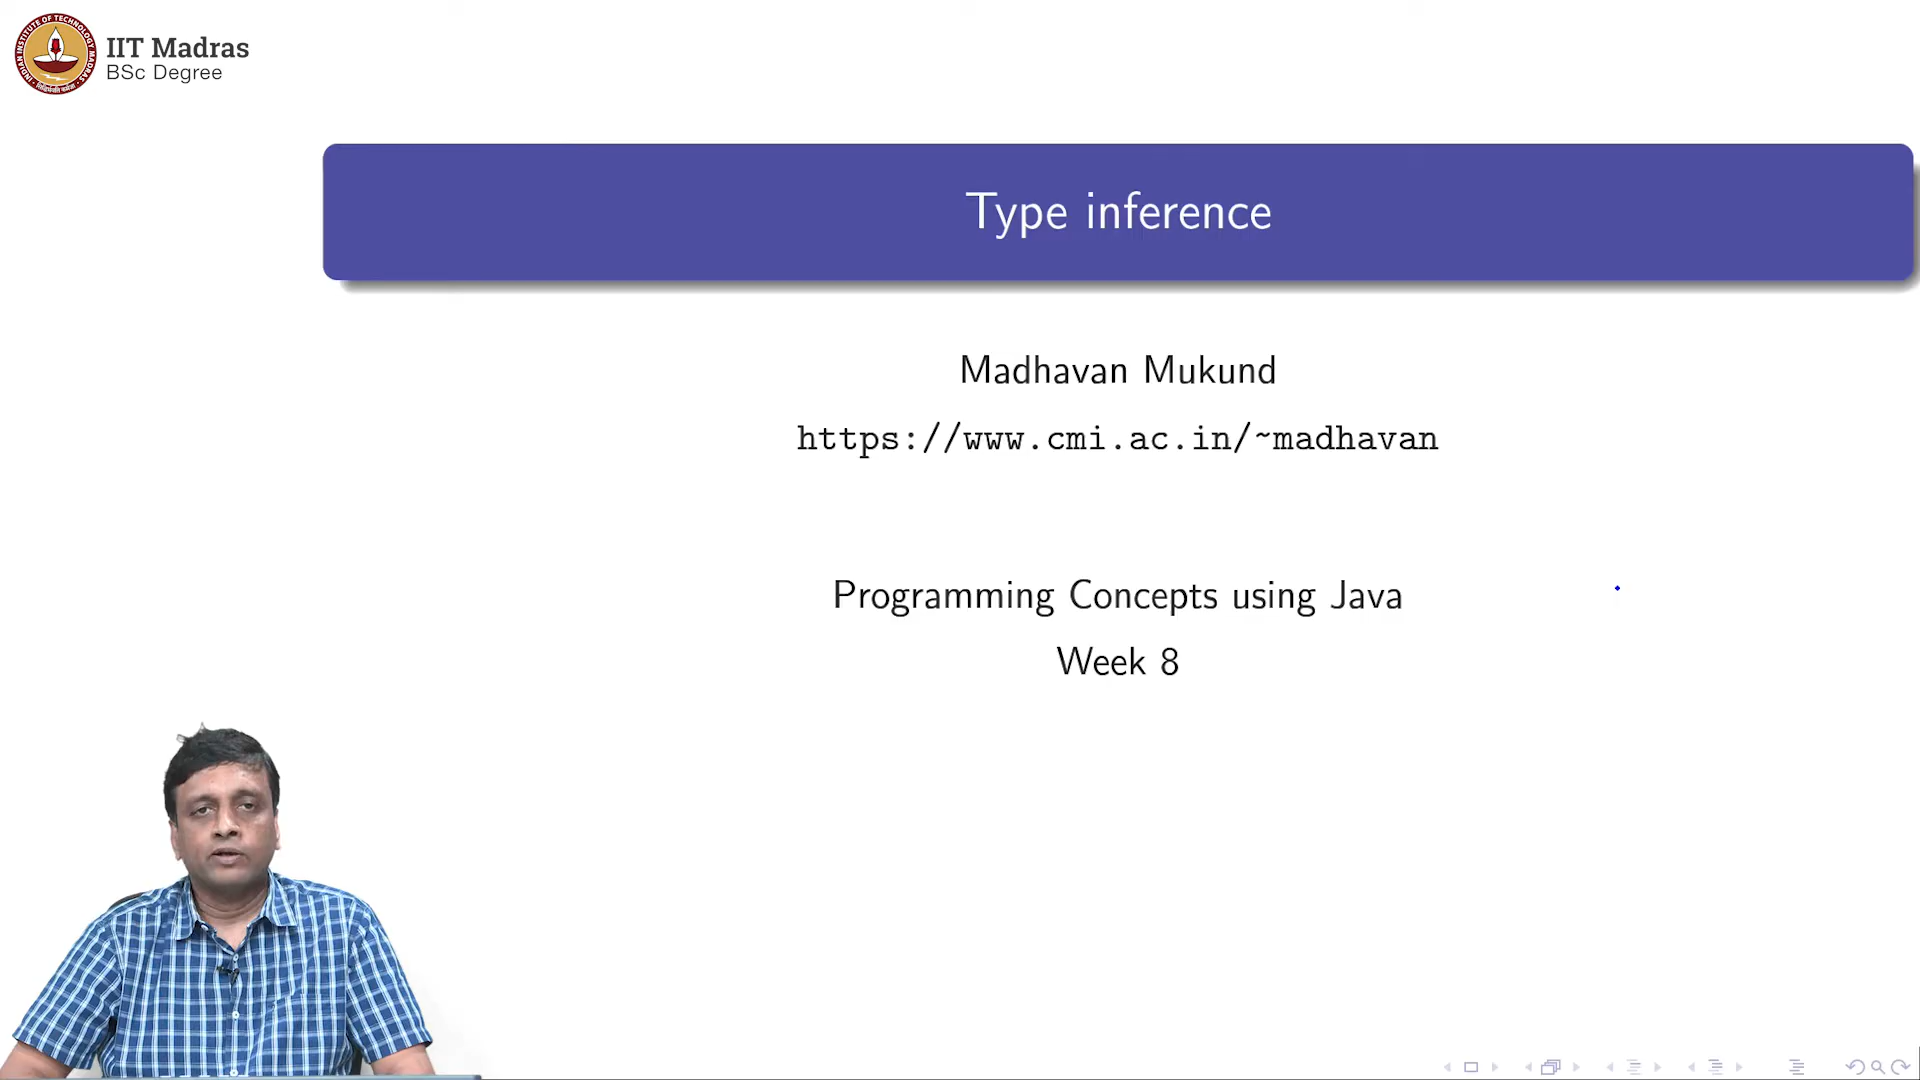 IIT Madras
BSc Degree
Type inference
Madhavan Mukund
https://www.cmi.ac.in/~madhavan
Programming Concepts using Java
Week 8